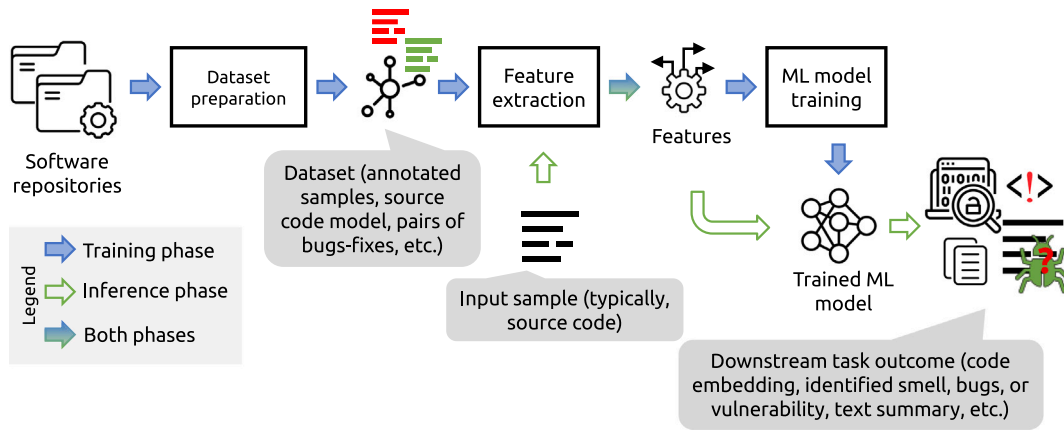 Software
repositories
Dataset
preparation
Dataset (annotated
samples, source
code model, pairs of
bugs-fixes, etc.)
Feature
extraction
Input sample (typically,
source code)
Features
ML model
training
Trained ML
model
<!>
?
Downstream task outcome (code
embedding, identified smell, bugs, or
vulnerability, text summary, etc.)
Legend
Training phase
Inference phase
Both phases